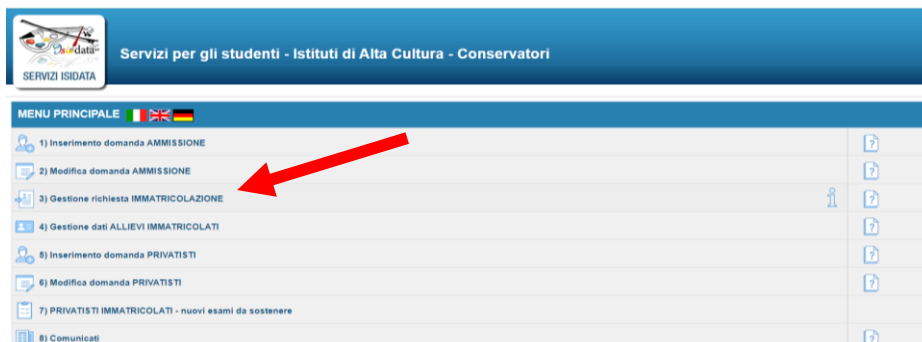 Isidata
SERVIZI ISIDATA
Servizi per gli studenti - Istituti di Alta Cultura - Conservatori
MENU PRINCIPALE
1) Inserimento domanda AMMISSIONE
2) Modifica domanda AMMISSIONE
3) Gestione richiesta IMMATRICOLAZIONE
4) Gestione dati ALLIEVI IMMATRICOLATI
5) Inserimento domanda PRIVATISTI
6) Modifica domanda PRIVATISTI
7) PRIVATISTI IMMATRICOLATI - nuovi esami da sostenere
8) Comunicati